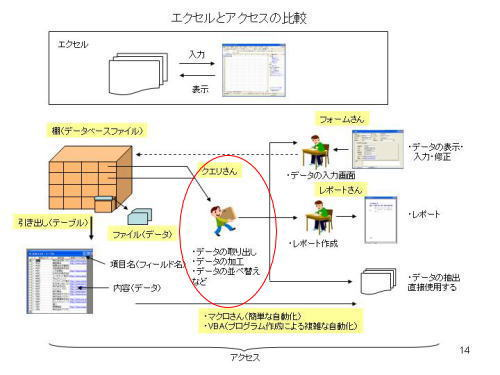 エクセルとアクセスの比較
エクセル
入力
表示
棚(データベースファイル)
クエリさん
フォームさん
・データの表示・
入力・修正
・データの入力画面
レポートさん
・レポート
・レポート作成
引き出し(テーブル)
ファイル(データ)
・データの取り出し
・データの加工
・データの並べ替え
など
項目名(フィールド名)
内容(データ)
・データの抽出
直接使用する
・マクロさん(簡単な自動化)
・VBA(プログラム作成による複雑な自動化)
アクセス
14